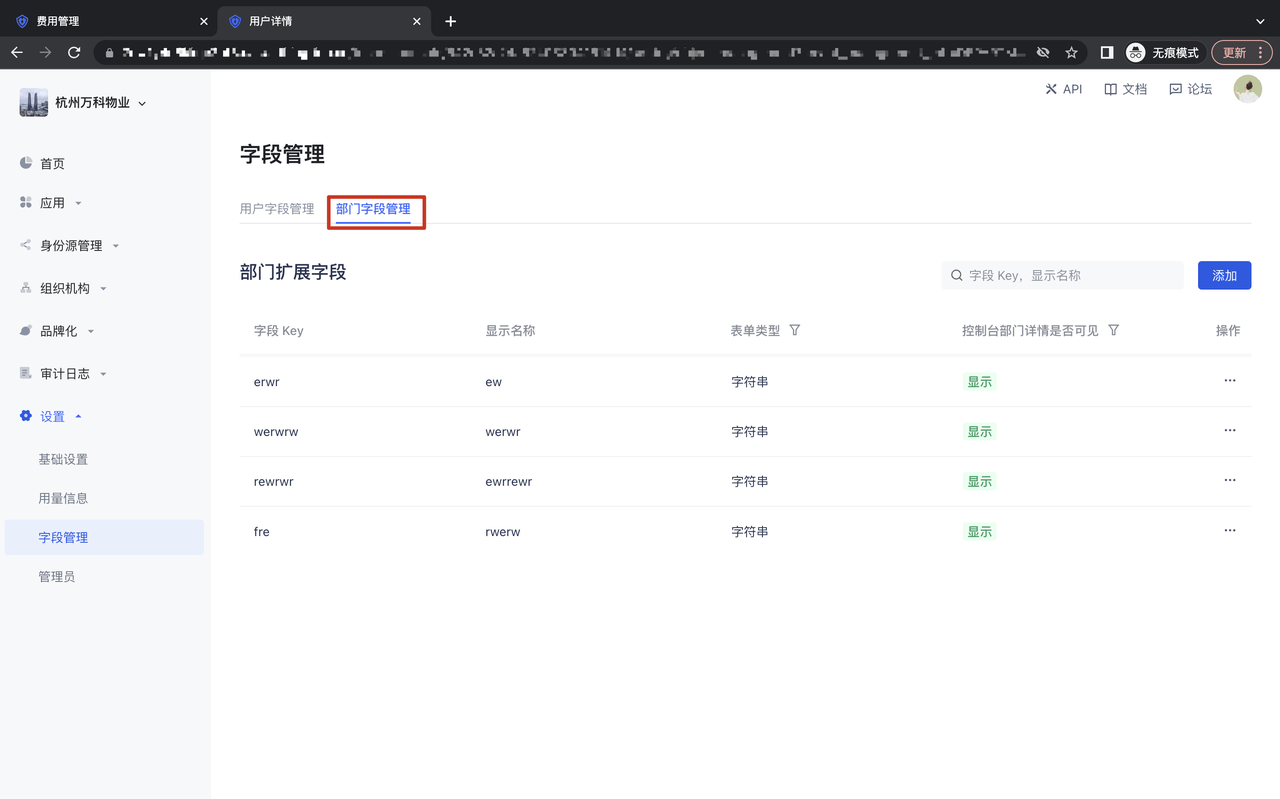 费用管理
用户详情
无痕模式
更新
杭州万科物业
API
文档
论坛
首页
应用
身份源管理
组织机构
品牌化
审计日志
设置
基础设置
用量信息
字段管理
管理员
字段管理
用户字段管理
部门字段管理
部门扩展字段
字段 Key，显示名称
添加
字段 Key 显示名称 表单类型 控制台部门详情是否可见 操作
erwr ew 字符串 显示
werwrw werwr 字符串 显示
rewrwr ewrrewr 字符串 显示
fre rwerw 字符串 显示